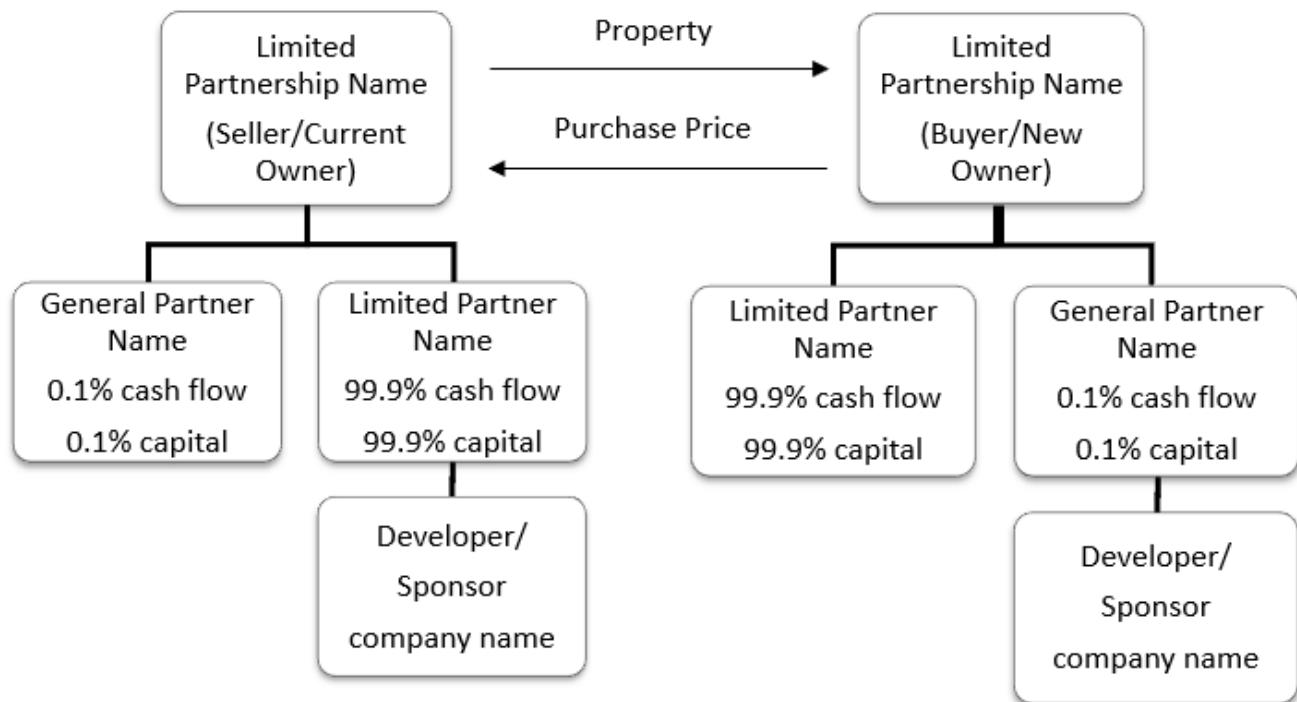 Limited
Partnership Name
(Seller/Current
Owner)
Property
Purchase Price
Limited
Partnership Name
(Buyer/New
Owner)
General Partner
Name
0.1% cash flow
0.1% capital
Limited Partner
Name
99.9% cash flow
99.9% capital
Limited Partner
Name
99.9% cash flow
99.9% capital
General Partner
Name
0.1% cash flow
0.1% capital
Developer/
Sponsor
company name
Developer/
Sponsor
company name